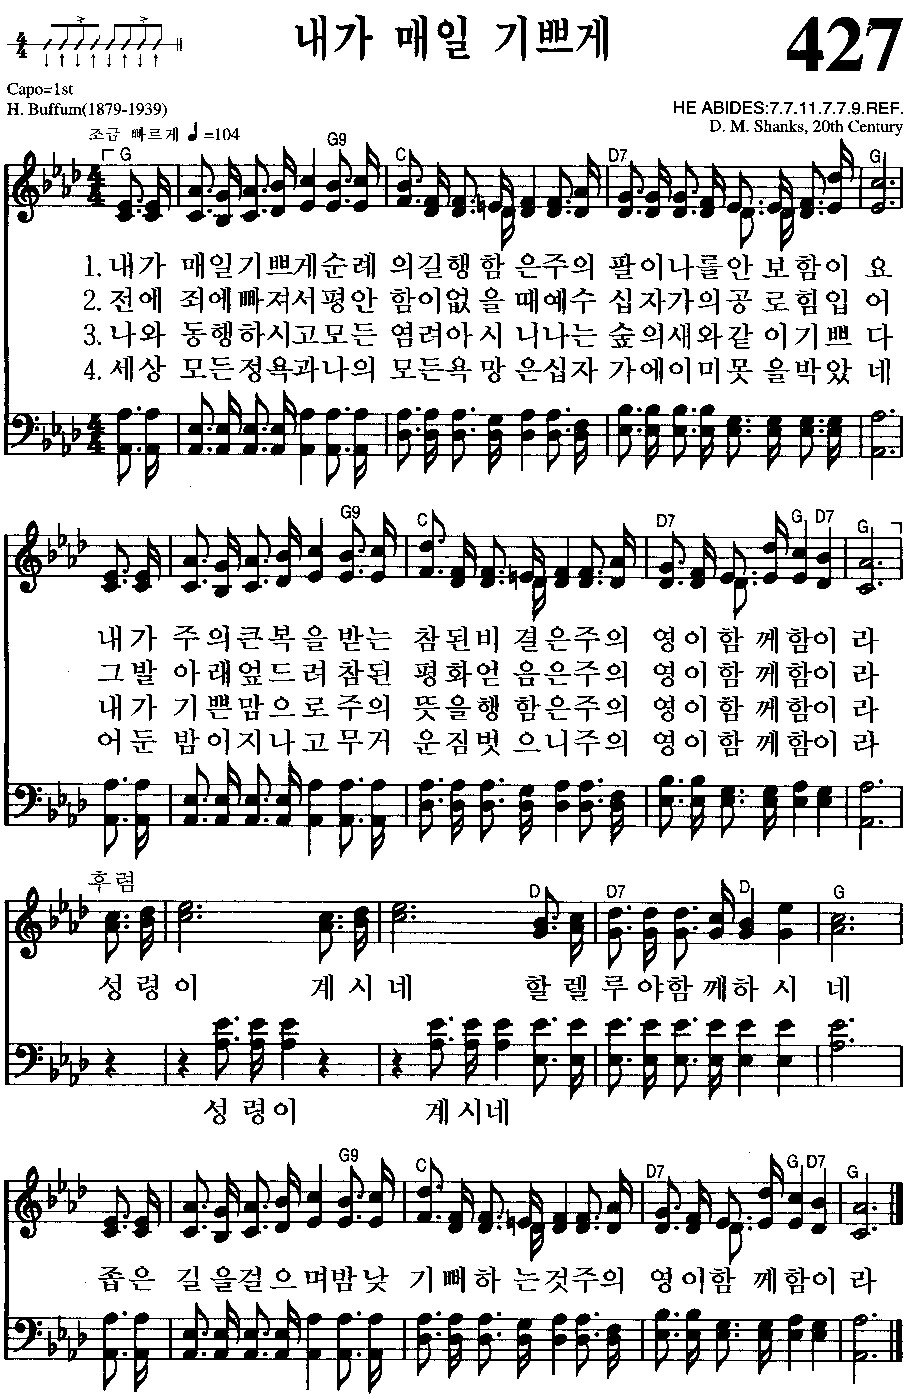 내가 매일 기쁘게
427
Capo=1st
H. Buffum(1879-1939)
HE ABIDES:7.7.11.7.7.9.REF.
D. M. Shanks, 20th Century
조금 빠르게 ♩=104
G G9 C D7 G
1. 내가 매일기쁘게순례 의길행함 은주의 팔이나를안 보함이 요
2. 전에 죄에빠져서평안 함이없을 때예수 십자가의공 로힘입 어
3. 나와 동행하시고모든 염려아시 니나는 숲의새와같 이기쁘 다
4. 세상 모든정욕과나의 모든욕망 은십자 가에이미못 을박았 네
G9 C D7 G D7 G
내가 주의큰복을받는 참된비결은주의 영이함께함이라
그발 아래엎드려참된 평화얻음은주의 영이함께함이라
내가 기쁜맘으로주의 뜻을행함은주의 영이함께함이라
어둔 밤이지나고무거 운짐벗으니주의 영이함께함이라
후렴
D D7 D G
성령이 계시네 할렐루야함께하시네
성령이 계시네
G9 C D7 G D7 G
좁은 길을걸으며밤낮 기뻐하는것주의 영이함께함이라